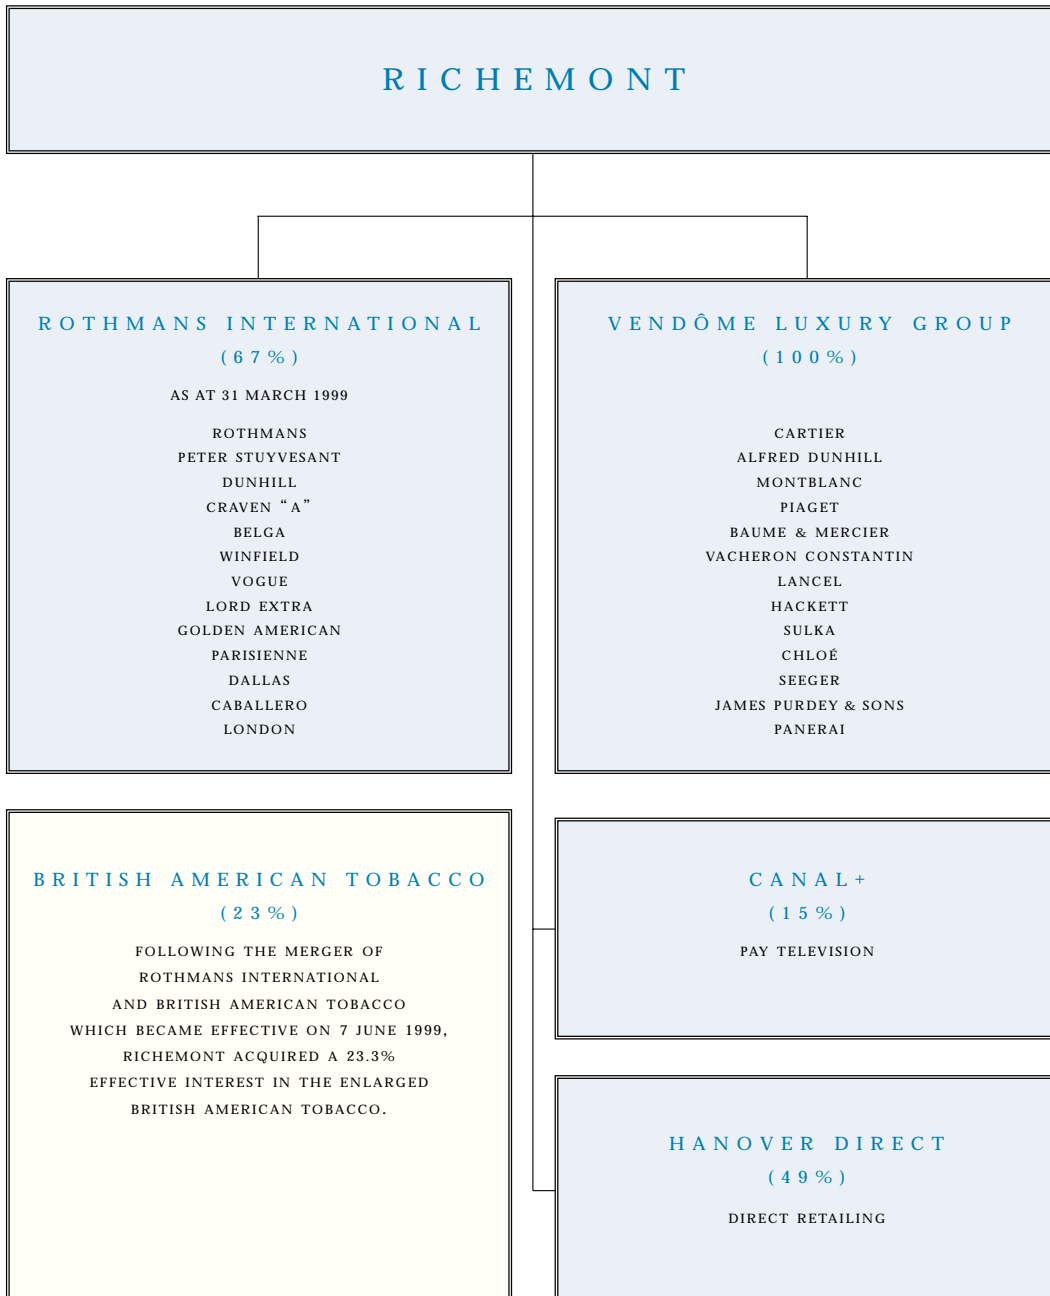 RICHEMONT
ROTHMANS INTERNATIONAL
(67%)
AS AT 31 MARCH 1999
ROTHMANS
PETER STUYVESANT
DUNHILL
CRAVEN “A”
BELGA
WINFIELD
VOGUE
LORD EXTRA
GOLDEN AMERICAN
PARISIENNE
DALLAS
CABALLERO
LONDON
VENDÔME LUXURY GROUP
(100%)
CARTIER
ALFRED DUNHILL
MONTBLANC
PIAGET
BAUME & MERCIER
VACHERON CONSTANTIN
LANCEL
HACKETT
SULKA
CHLOÉ
SEEGER
JAMES PURDEY & SONS
PANERAI
BRITISH AMERICAN TOBACCO
(23%)
FOLLOWING THE MERGER OF
ROTHMANS INTERNATIONAL
AND BRITISH AMERICAN TOBACCO
WHICH BECAME EFFECTIVE ON 7 JUNE 1999,
RICHEMONT ACQUIRED A 23.3%
EFFECTIVE INTEREST IN THE ENLARGED
BRITISH AMERICAN TOBACCO.
CANAL+
(15%)
PAY TELEVISION
HANOVER DIRECT
(49%)
DIRECT RETAILING